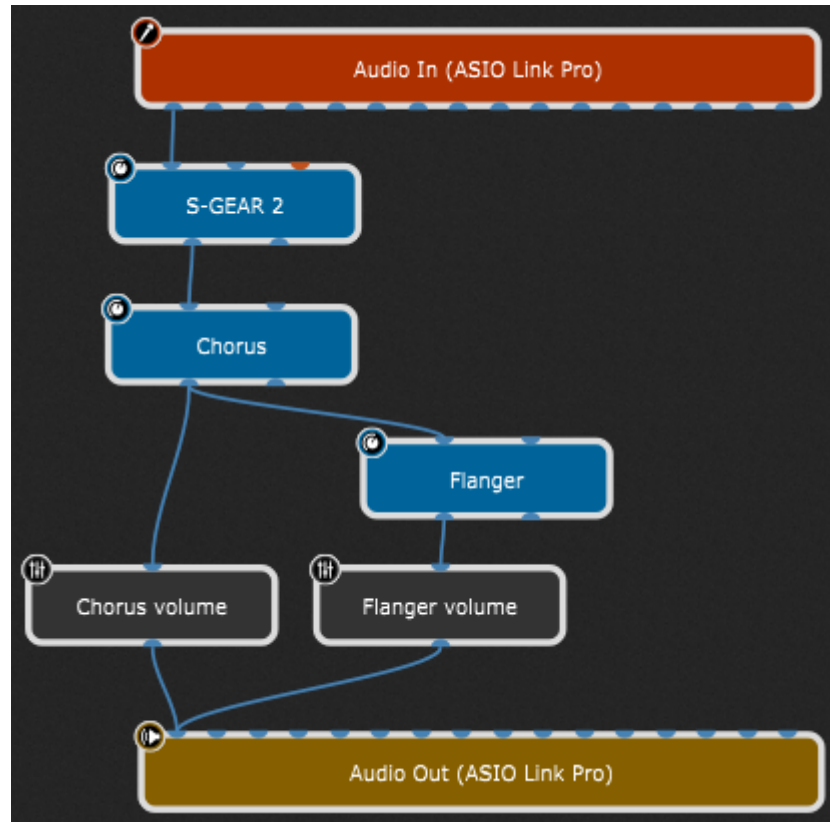 Audio In (ASIO Link Pro)
S-GEAR 2
Chorus
Flanger
Chorus volume
Flanger volume
Audio Out (ASIO Link Pro)